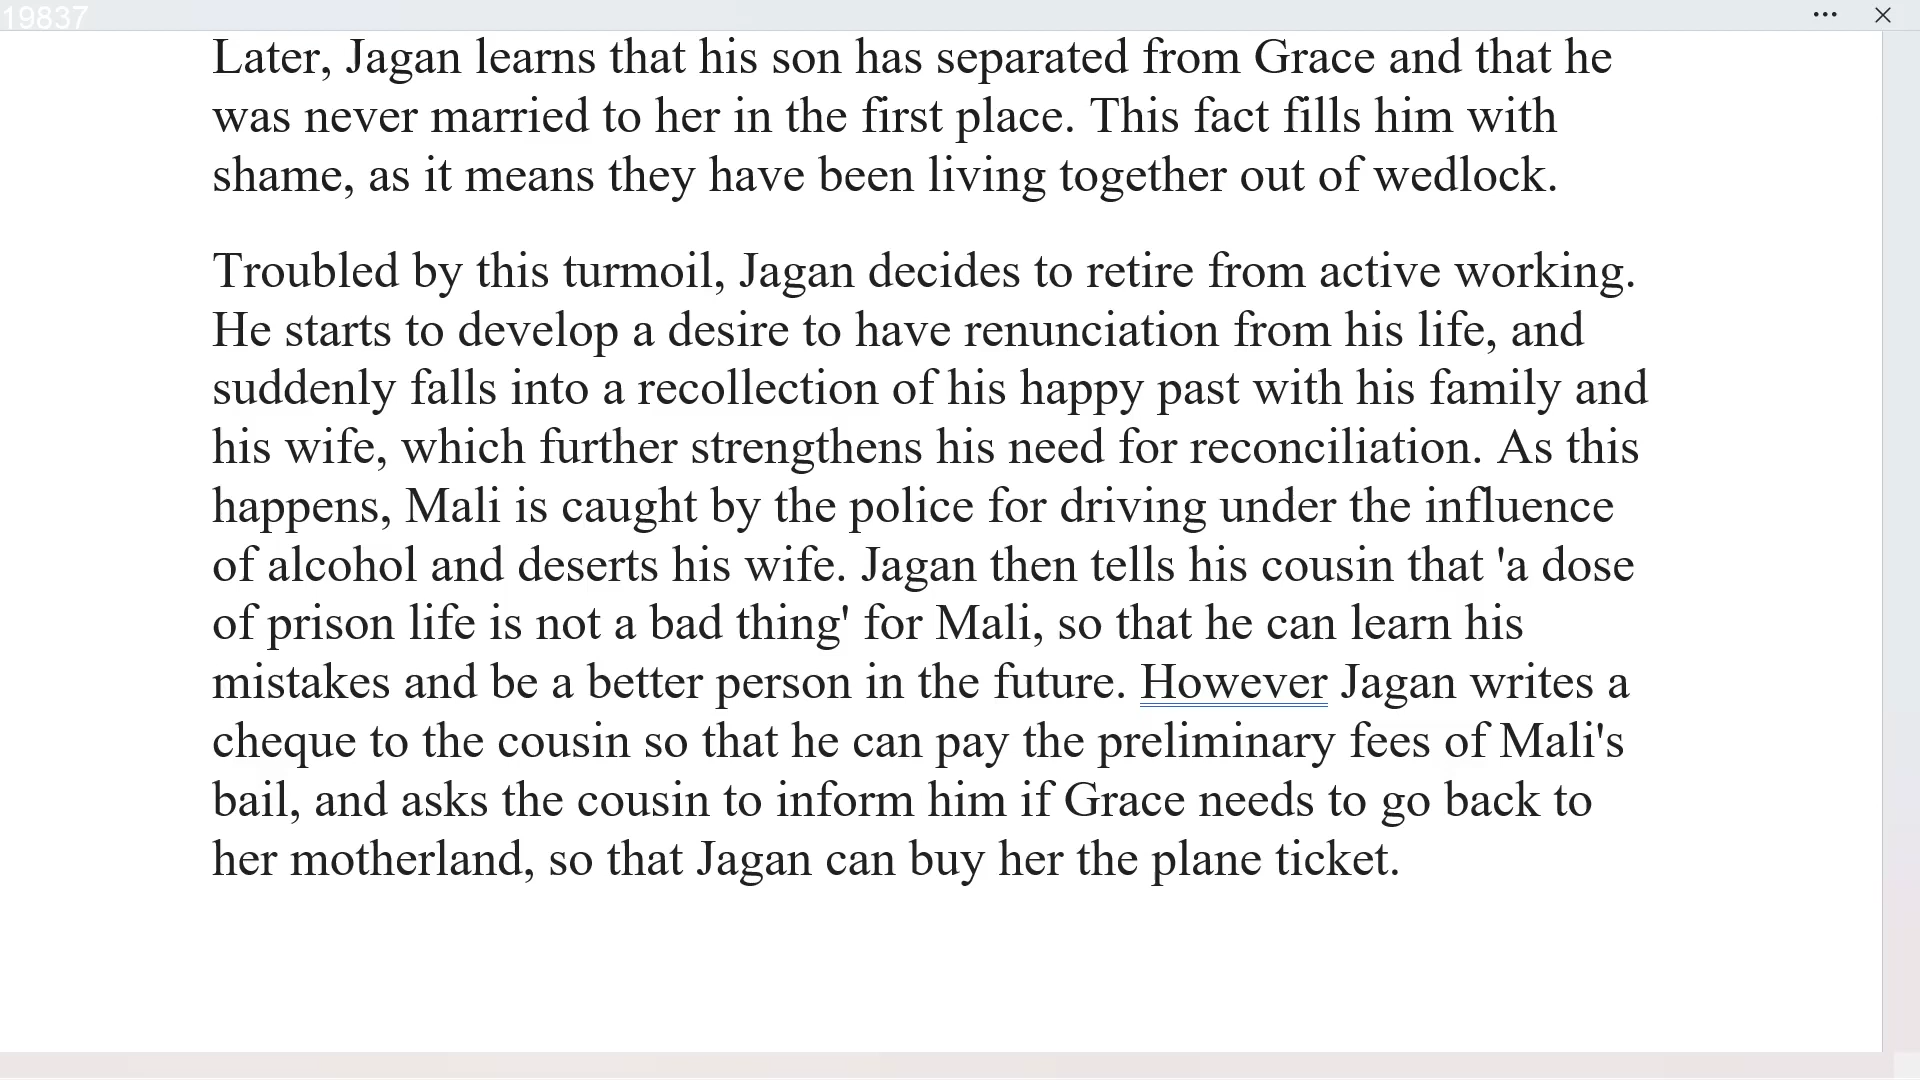 19837
Later, Jagan learns that his son has separated from Grace and that he
was never married to her in the first place. This fact fills him with
shame, as it means they have been living together out of wedlock.
Troubled by this turmoil, Jagan decides to retire from active working.
He starts to develop a desire to have renunciation from his life, and
suddenly falls into a recollection of his happy past with his family and
his wife, which further strengthens his need for reconciliation. As this
happens, Mali is caught by the police for driving under the influence
of alcohol and deserts his wife. Jagan then tells his cousin that 'a dose
of prison life is not a bad thing' for Mali, so that he can learn his
mistakes and be a better person in the future. However Jagan writes a
cheque to the cousin so that he can pay the preliminary fees of Mali's
bail, and asks the cousin to inform him if Grace needs to go back to
her motherland, so that Jagan can buy her the plane ticket.